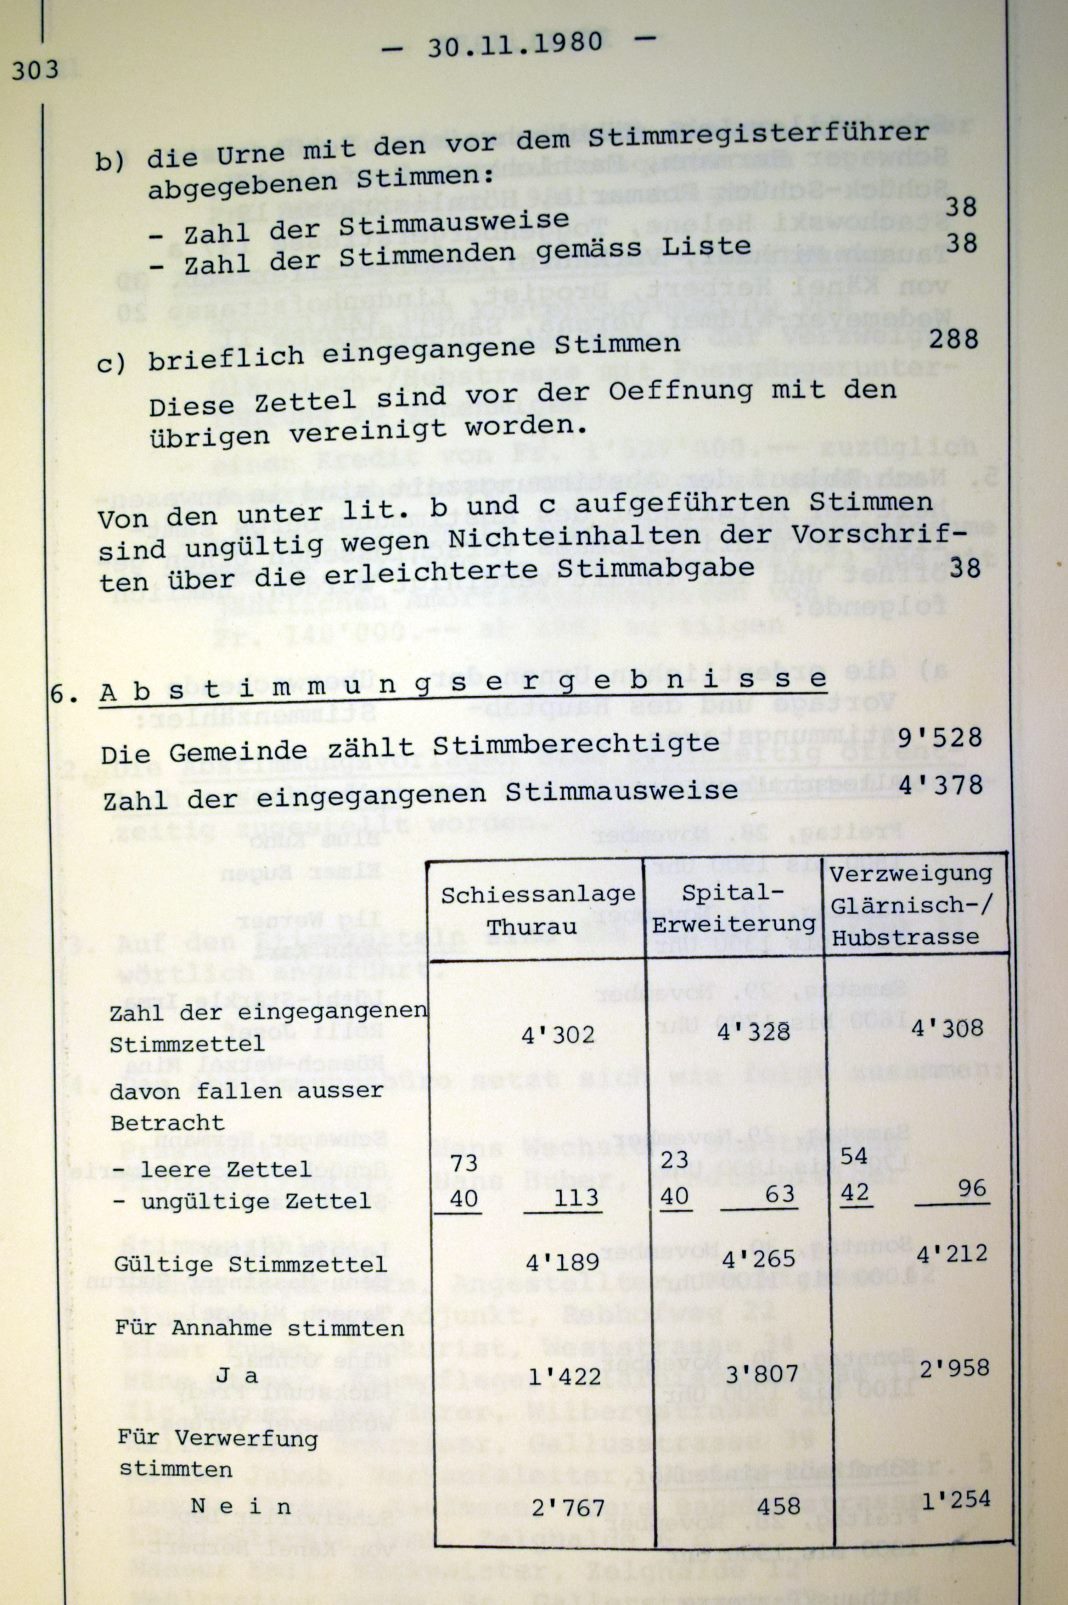 — 30.11.1980 —
303
b) die Urne mit den vor dem Stimmregisterführer
abgegebenen Stimmen:
- Zahl der Stimmausweise 38
- Zahl der Stimmenden gemäss Liste 38
c) brieflich eingegangene Stimmen 288
Diese Zettel sind vor der Oeffnung mit den
übrigen vereinigt worden.
Von den unter lit. b und c aufgeführten Stimmen
sind ungültig wegen Nichteinhalten der Vorschrif-
ten über die erleichterte Stimmabgabe 38
6. A b s t i m m u n g s e r g e b n i s s e
Die Gemeinde zählt Stimmberechtigte 9'528
Zahl der eingegangenen Stimmausweise 4'378
Schiessanlage Spital- Verzweigung
Thurau Erweiterung Glärnisch-/
Hubstrasse
Zahl der eingegangenen
Stimmzettel 4'302 4'328 4'308
davon fallen ausser
Betracht
- leere Zettel 73 23 54
- ungültige Zettel 40 113 40 63 42 96
Gültige Stimmzettel 4'189 4'265 4'212
Für Annahme stimmten
J a 1'422 3'807 2'958
Für Verwerfung
stimmten
N e i n 2'767 458 1'254